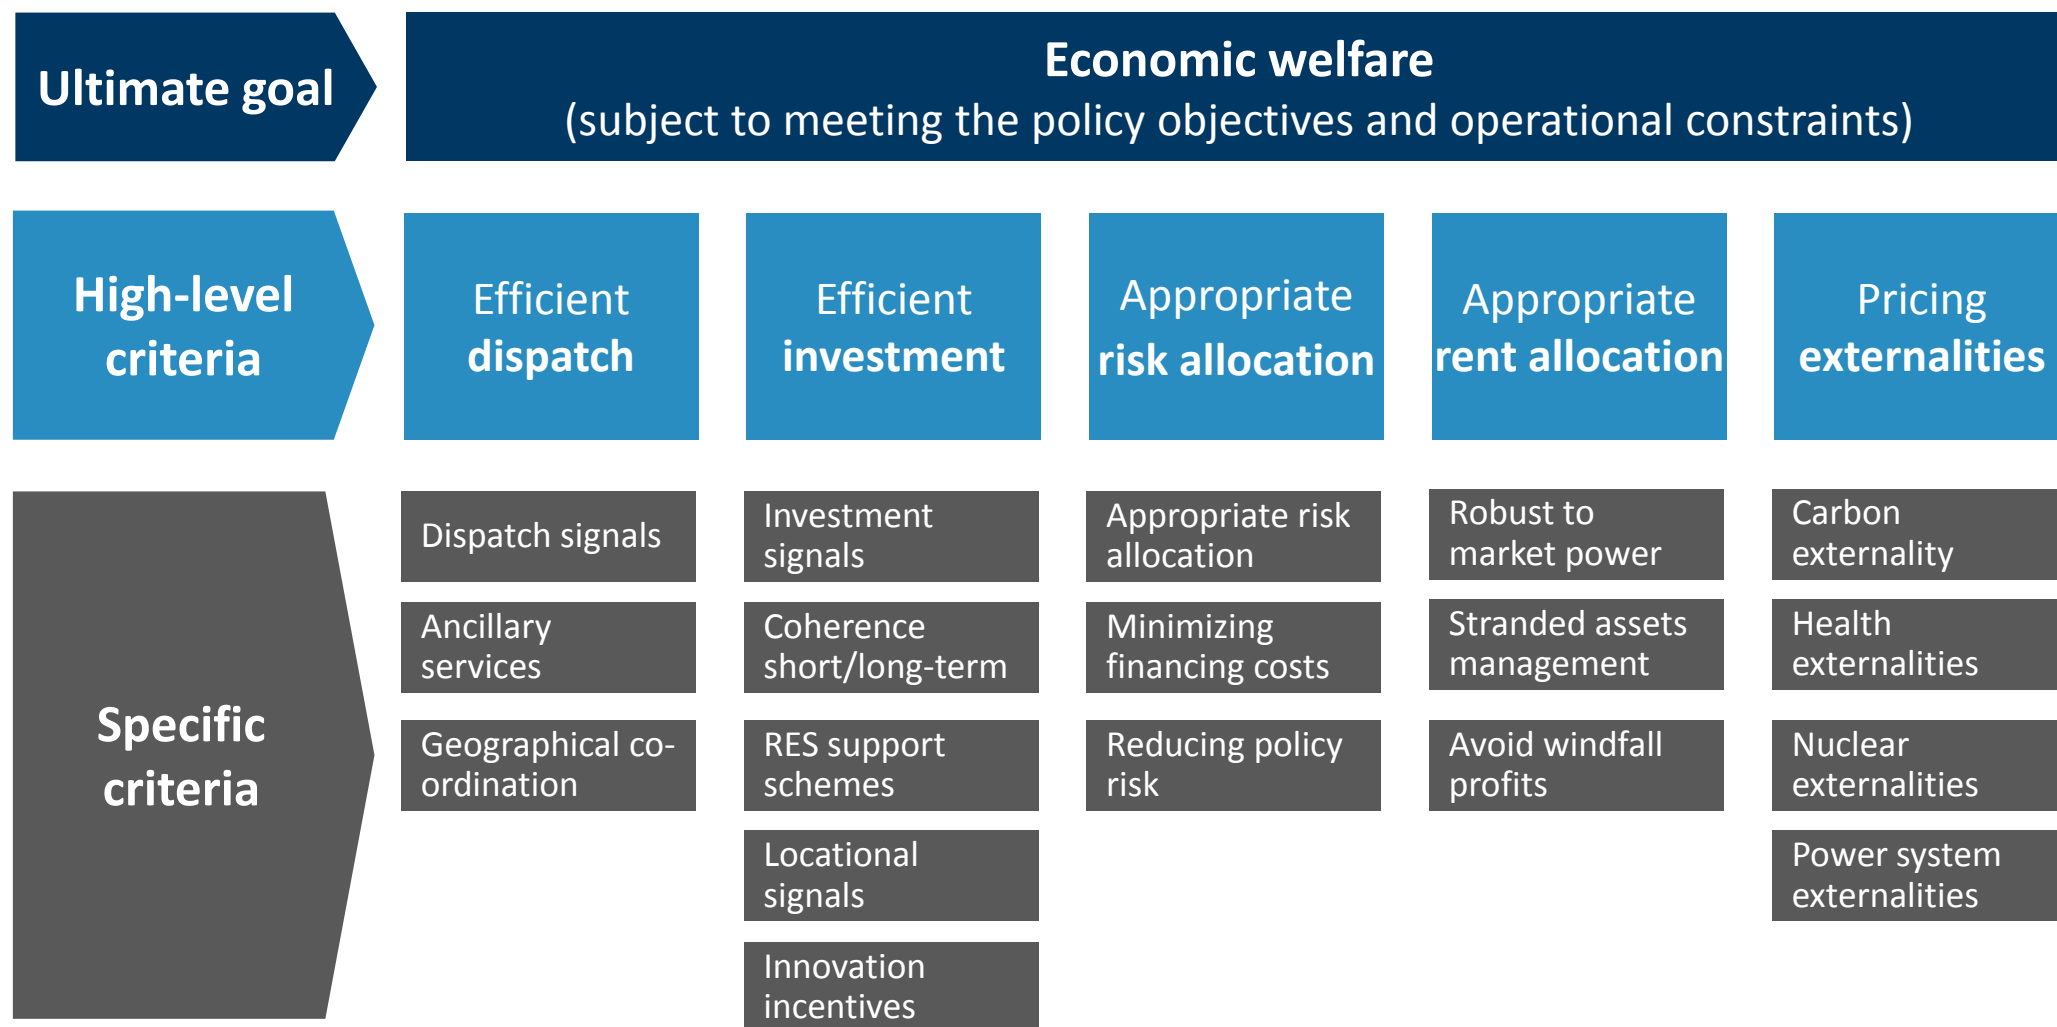 Ultimate goal
Economic welfare
(subject to meeting the policy objectives and operational constraints)
High-level
criteria
Efficient
dispatch
Efficient
investment
Appropriate
risk allocation
Appropriate
rent allocation
Pricing
externalities
Specific
criteria
Dispatch signals
Ancillary
services
Geographical co-
ordination
Investment
signals
Coherence
short/long-term
RES support
schemes
Locational
signals
Innovation
incentives
Appropriate risk
allocation
Minimizing
financing costs
Reducing policy
risk
Robust to
market power
Stranded assets
management
Avoid windfall
profits
Carbon
externality
Health
externalities
Nuclear
externalities
Power system
externalities